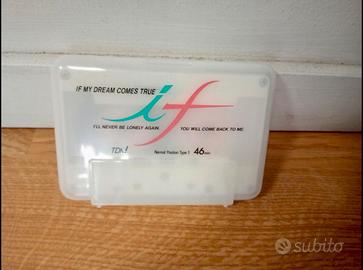 IF MY DREAM COMES TRUE
if
I'LL NEVER BE LONELY AGAIN. YOU WILL COME BACK TO ME.
TDK Normal Position Type I 46min
subito